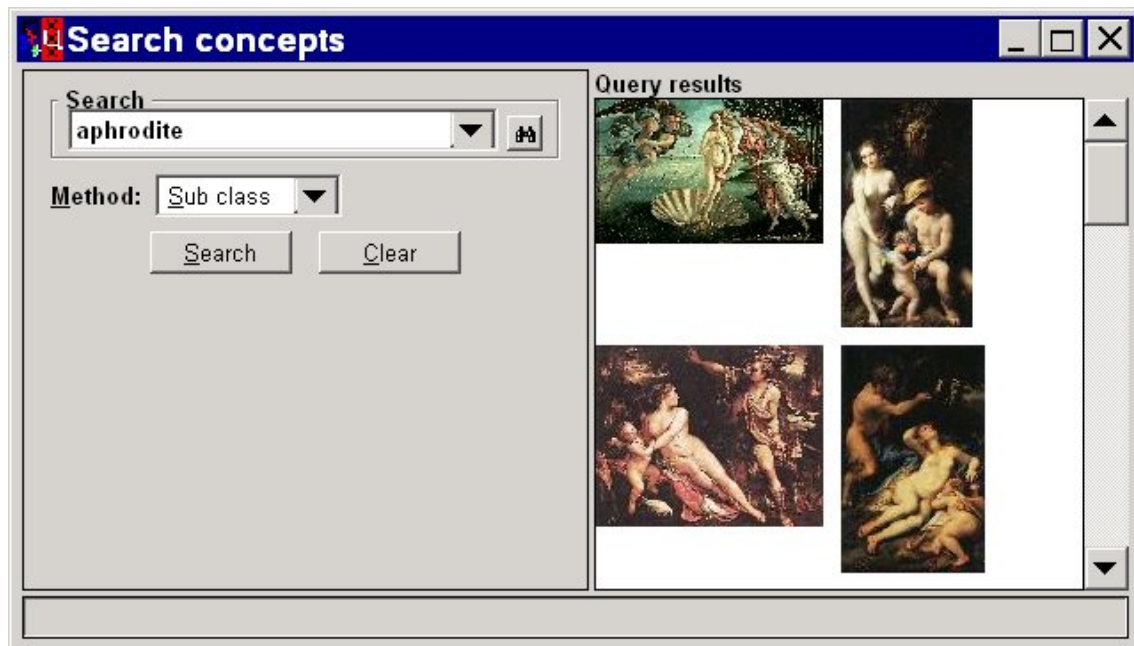 Search concepts
Search
aphrodite
Method: Sub class
Search Clear
Query results